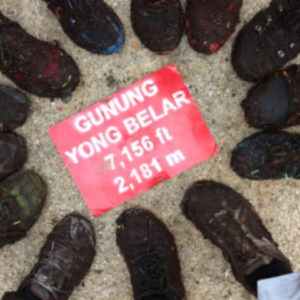 GUNUNG
YONG BELAR
7,156 ft
2,181 m